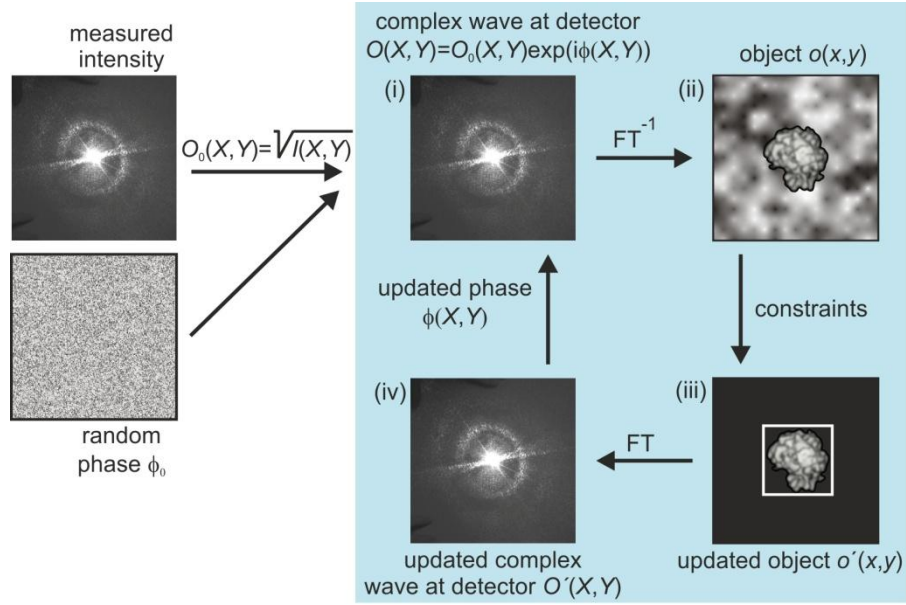 measured
intensity
O₀(X,Y)=√I(X,Y)
random
phase ϕ₀
complex wave at detector
O(X,Y)=O₀(X,Y)exp(iϕ(X,Y))
(i)
FT⁻¹
object o(x,y)
(ii)
constraints
(iii)
updated object o´(x,y)
FT
(iv)
updated complex
wave at detector O´(X,Y)
updated phase
ϕ(X,Y)